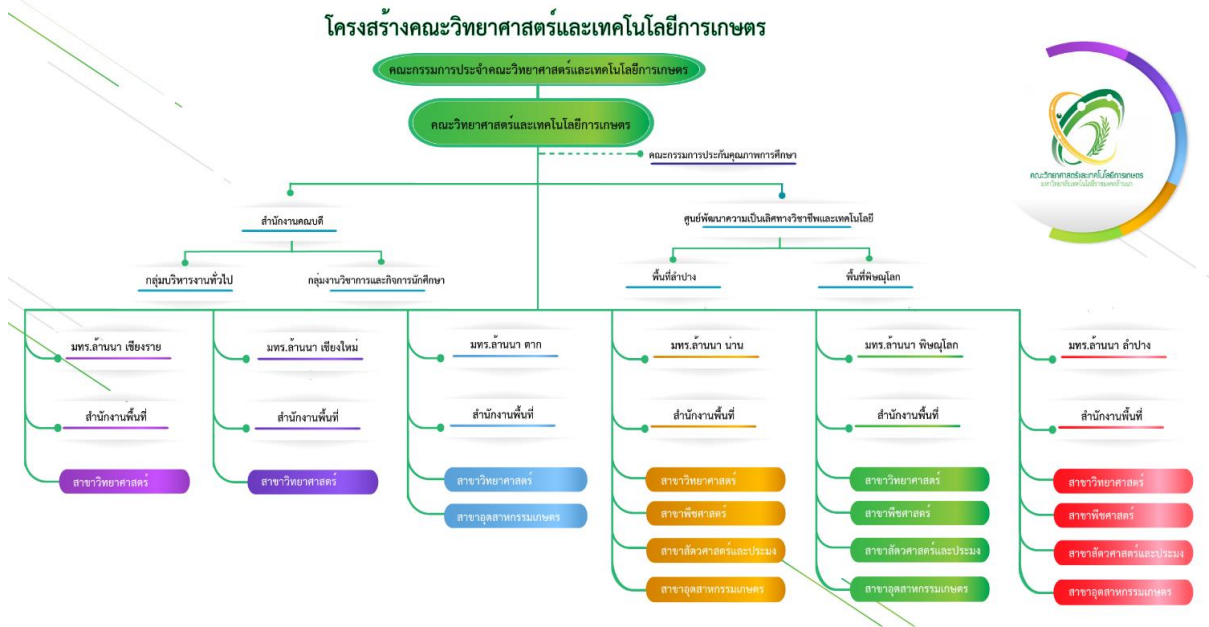 โครงสร้างคณะวิทยาศาสตร์และเทคโนโลยีการเกษตร
คณะกรรมการประจำคณะวิทยาศาสตร์และเทคโนโลยีการเกษตร
คณะวิทยาศาสตร์และเทคโนโลยีการเกษตร
คณะกรรมการประกันคุณภาพการศึกษา
คณะวิทยาศาสตร์และเทคโนโลยีการเกษตร
มหาวิทยาลัยเทคโนโลยีราชมงคลล้านนา
สำนักงานคณบดี
ศูนย์พัฒนาความเป็นเลิศทางวิชาชีพและเทคโนโลยี
กลุ่มบริหารงานทั่วไป
กลุ่มงานวิชาการและกิจการนักศึกษา
พื้นที่ลำปาง
พื้นที่พิษณุโลก
มทร.ล้านนา เชียงราย
สำนักงานพื้นที่
สาขาวิทยาศาสตร์
มทร.ล้านนา เชียงใหม่
สำนักงานพื้นที่
สาขาวิทยาศาสตร์
มทร.ล้านนา ตาก
สำนักงานพื้นที่
สาขาวิทยาศาสตร์
สาขาอุตสาหกรรมเกษตร
มทร.ล้านนา น่าน
สำนักงานพื้นที่
สาขาวิทยาศาสตร์
สาขาพืชศาสตร์
สาขาสัตวศาสตร์และประมง
สาขาอุตสาหกรรมเกษตร
มทร.ล้านนา พิษณุโลก
สำนักงานพื้นที่
สาขาวิทยาศาสตร์
สาขาพืชศาสตร์
สาขาสัตวศาสตร์และประมง
สาขาอุตสาหกรรมเกษตร
มทร.ล้านนา ลำปาง
สำนักงานพื้นที่
สาขาวิทยาศาสตร์
สาขาพืชศาสตร์
สาขาสัตวศาสตร์และประมง
สาขาอุตสาหกรรมเกษตร